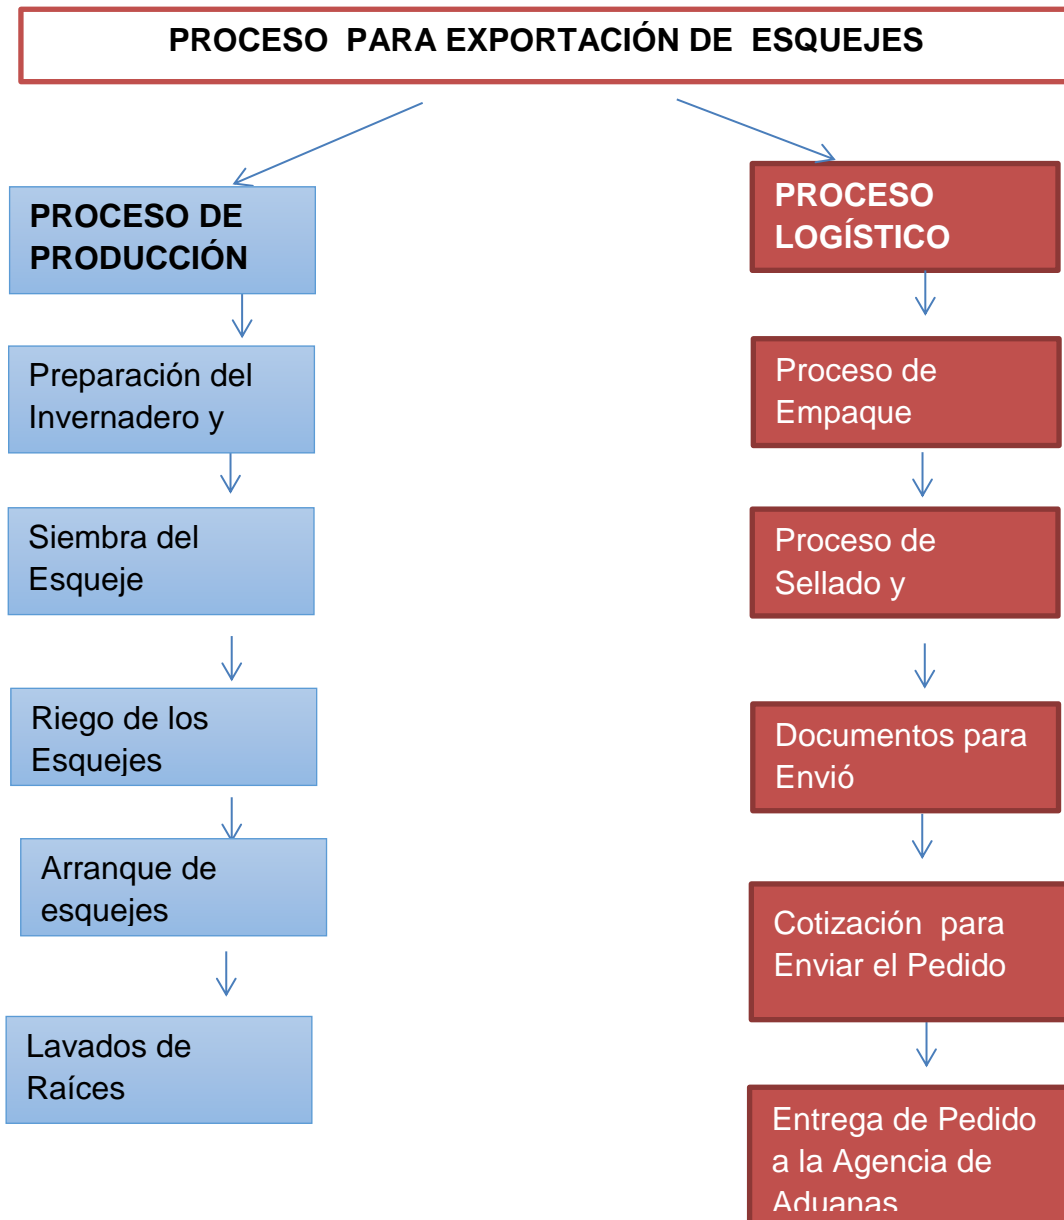 PROCESO PARA EXPORTACIÓN DE ESQUEJES
PROCESO DE
PRODUCCIÓN
Preparación del
Invernadero y
Siembra del
Esqueje
Riego de los
Esquejes
Arranque de
esquejes
Lavados de
Raíces
PROCESO
LOGÍSTICO
Proceso de
Empaque
Proceso de
Sellado y
Documentos para
Envió
Cotización para
Enviar el Pedido
Entrega de Pedido
a la Agencia de
Aduanas